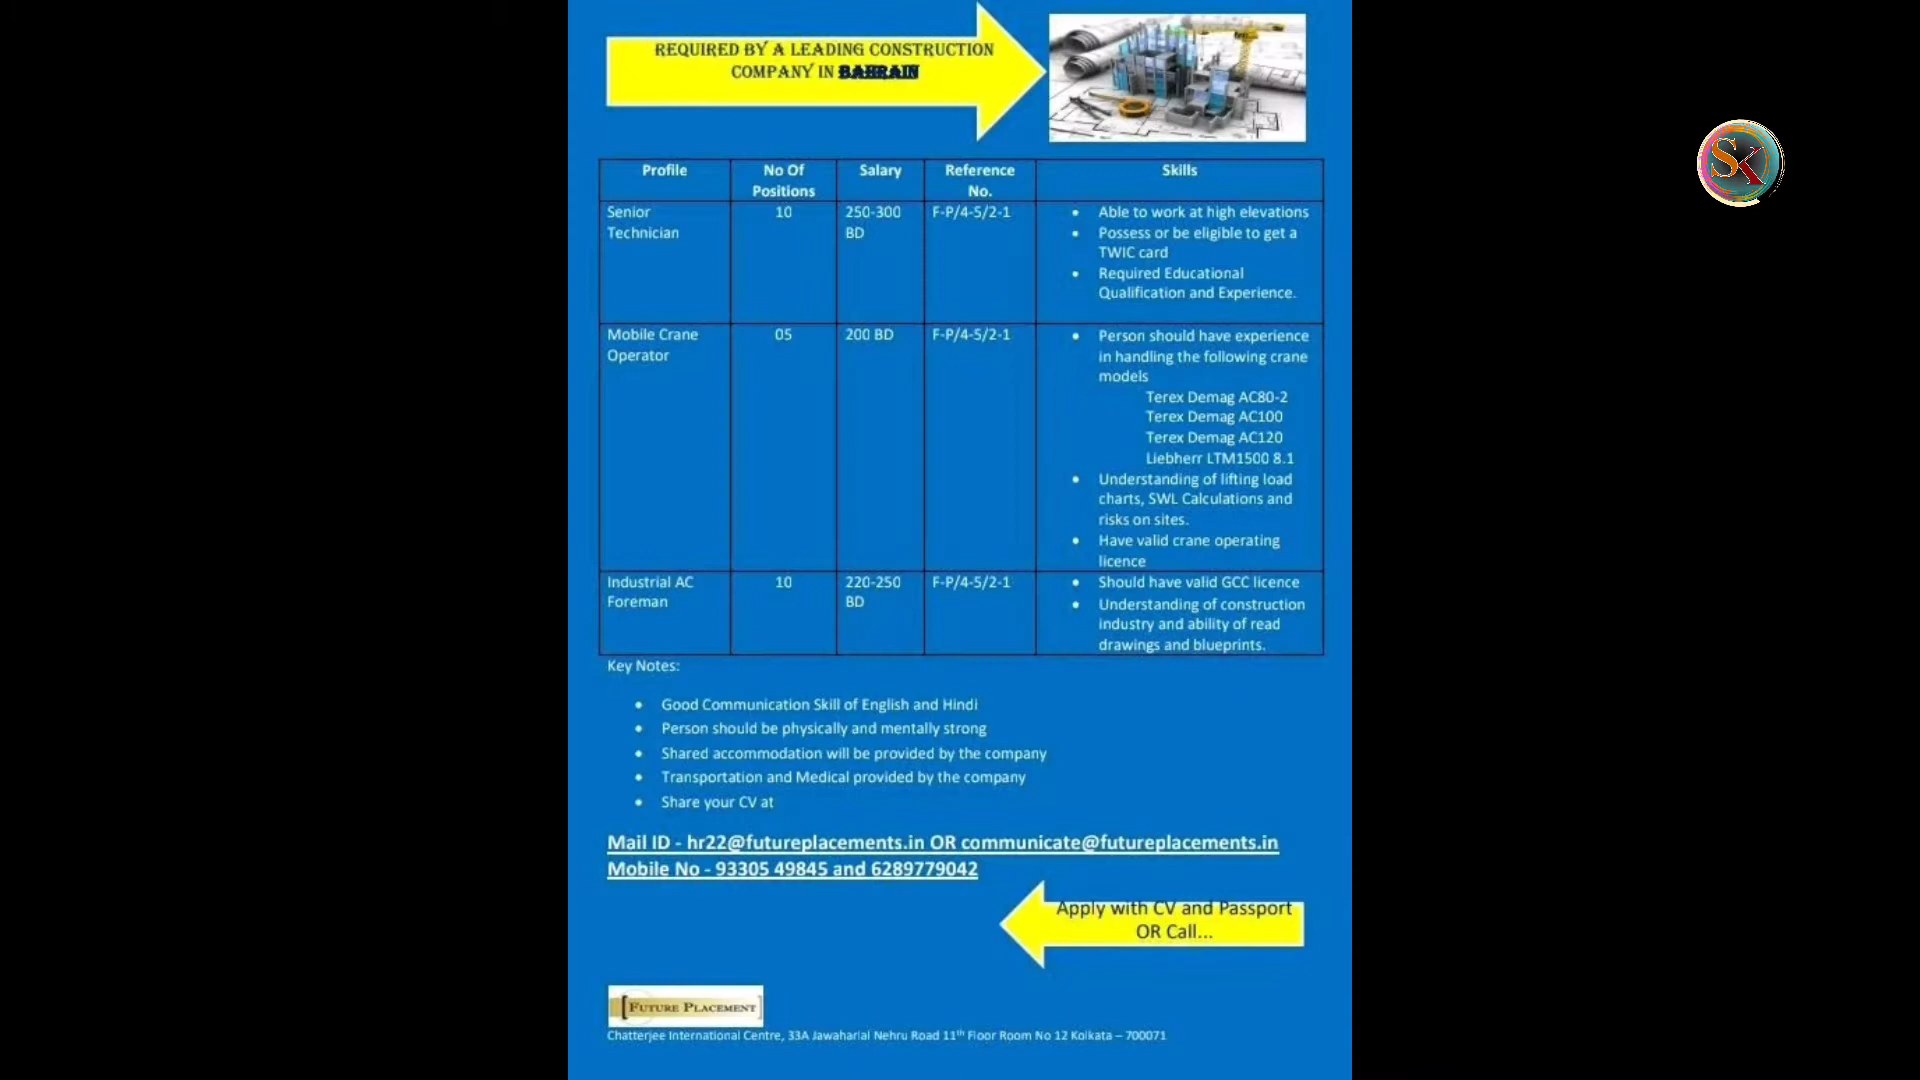 REQUIRED BY A LEADING CONSTRUCTION
COMPANY IN BAHRAIN
SK
Profile
No Of
Positions
Salary
Reference
No.
Skills
Senior
Technician
10
250-300
BD
F-P/4-5/2-1
• Able to work at high elevations
• Possess or be eligible to get a
TWIC card
• Required Educational
Qualification and Experience.
Mobile Crane
Operator
05
200 BD
F-P/4-5/2-1
• Person should have experience
in handling the following crane
models
Terex Demag AC80-2
Terex Demag AC100
Terex Demag AC120
Liebherr LTM1500 8.1
• Understanding of lifting load
charts, SWL Calculations and
risks on sites.
• Have valid crane operating
licence
Industrial AC
Foreman
10
220-250
BD
F-P/4-5/2-1
• Should have valid GCC licence
• Understanding of construction
industry and ability of read
drawings and blueprints.
Key Notes:
• Good Communication Skill of English and Hindi
• Person should be physically and mentally strong
• Shared accommodation will be provided by the company
• Transportation and Medical provided by the company
• Share your CV at
Mail ID - hr22@futureplacements.in OR communicate@futureplacements.in
Mobile No - 93305 49845 and 6289779042
Apply with CV and Passport
OR Call...
[FUTURE PLACEMENT]
Chatterjee International Centre, 33A Jawaharlal Nehru Road 11th Floor Room No 12 Kolkata – 700071